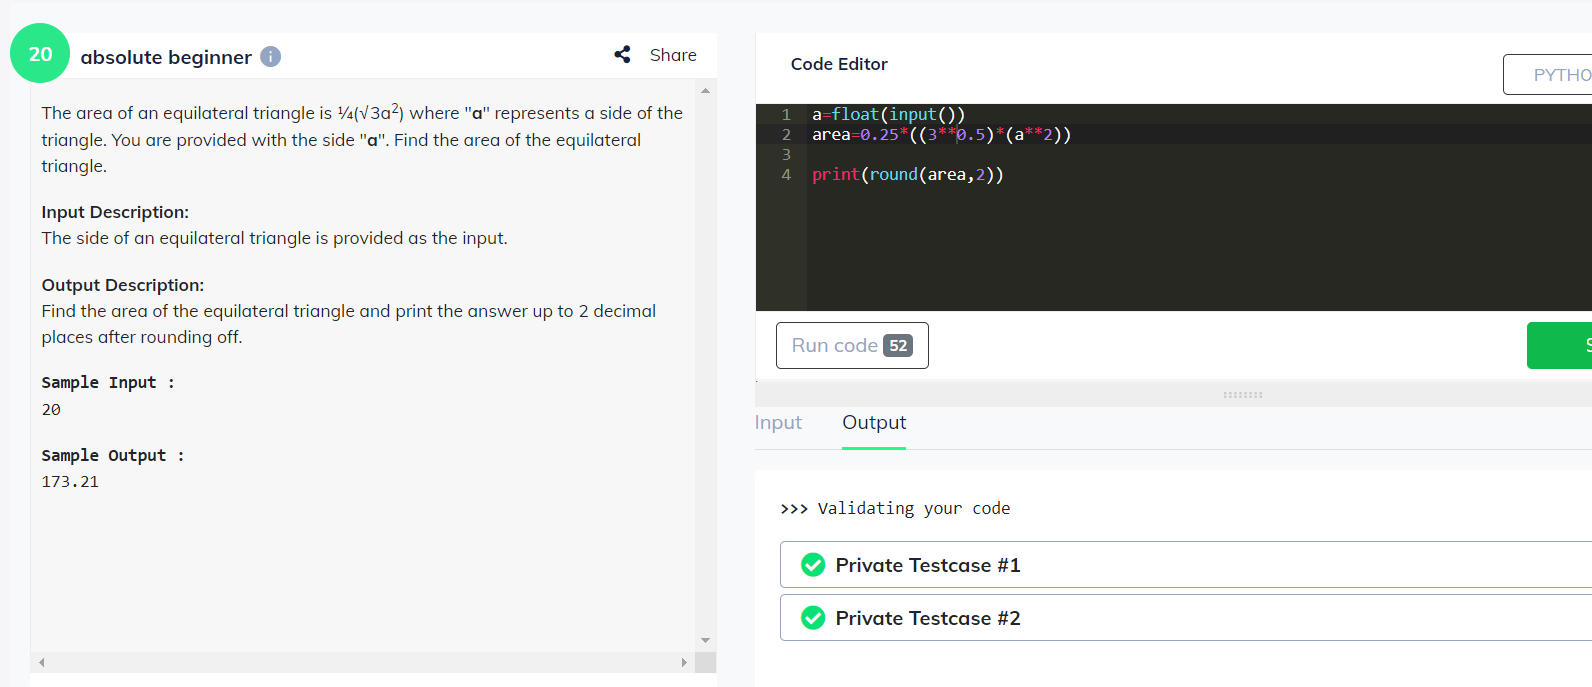 20
absolute beginner i
Share
The area of an equilateral triangle is ¼(√3a²) where "a" represents a side of the
triangle. You are provided with the side "a". Find the area of the equilateral
triangle.
Input Description:
The side of an equilateral triangle is provided as the input.
Output Description:
Find the area of the equilateral triangle and print the answer up to 2 decimal
places after rounding off.
Sample Input :
20
Sample Output :
173.21
Code Editor
PYTHO
1 a=float(input())
2 area=0.25*((3**0.5)*(a**2))
3
4 print(round(area,2))
Run code 52
S
Input Output
>>> Validating your code
Private Testcase #1
Private Testcase #2